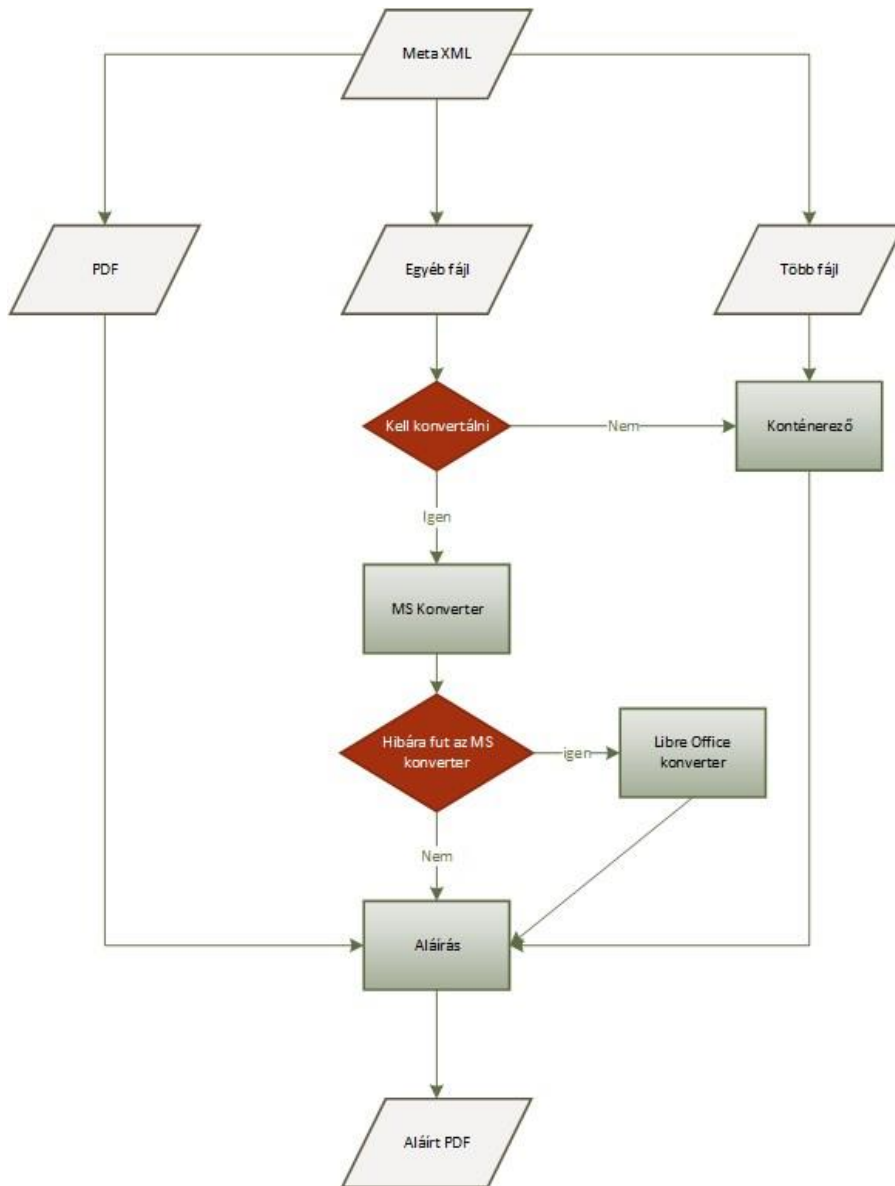 Meta XML
PDF
Egyéb fájl
Több fájl
Kell konvertálni
Nem
Konténerező
Igen
MS Konverter
Hibára fut az MS
konverter
igen
Libre Office
konverter
Nem
Aláírás
Aláírt PDF